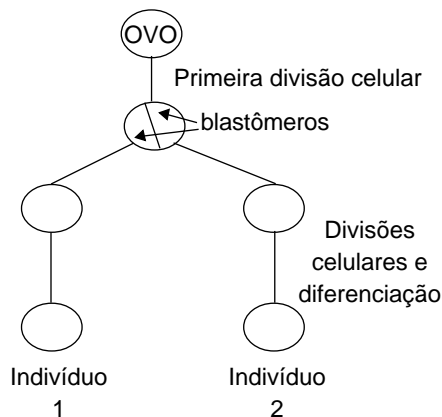 OVO
Primeira divisão celular
blastômeros
Divisões
celulares e
diferenciação
Indivíduo
1
Indivíduo
2